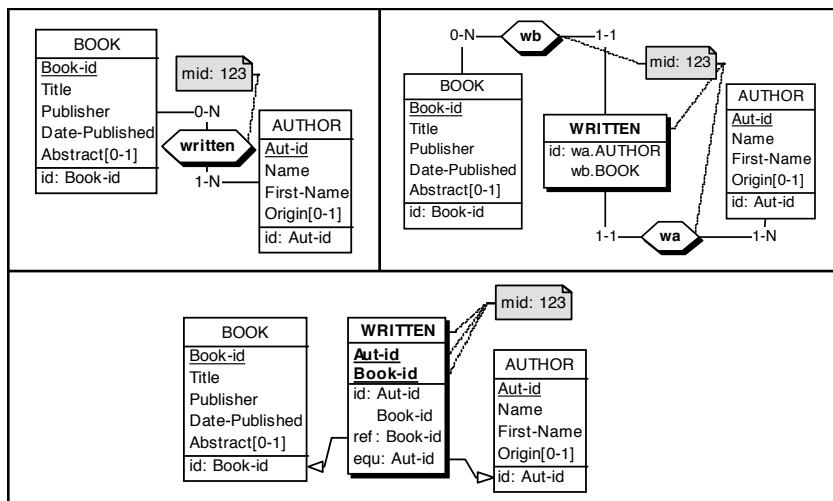 BOOK
Book-id
Title
Publisher
Date-Published
Abstract[0-1]
id: Book-id
mid: 123
0-N
written
1-N
AUTHOR
Aut-id
Name
First-Name
Origin[0-1]
id: Aut-id
0-N
wb
1-1
mid: 123
BOOK
Book-id
Title
Publisher
Date-Published
Abstract[0-1]
id: Book-id
WRITTEN
id: wa.AUTHOR
wb.BOOK
AUTHOR
Aut-id
Name
First-Name
Origin[0-1]
id: Aut-id
1-1
wa
1-N
mid: 123
BOOK
Book-id
Title
Publisher
Date-Published
Abstract[0-1]
id: Book-id
WRITTEN
Aut-id
Book-id
id: Aut-id
Book-id
ref: Book-id
equ: Aut-id
AUTHOR
Aut-id
Name
First-Name
Origin[0-1]
id: Aut-id